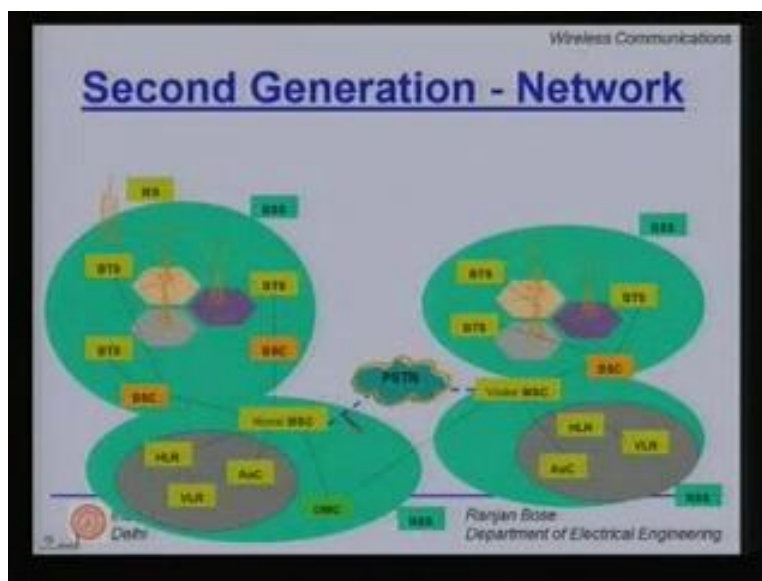 Wireless Communications
Second Generation - Network
MS
BSS
BSS
BTS
BTS
BTS
BTS
BTS
BTS
BSC
BSC
BSC
PSTN
Home MSC
Visitor MSC
HLR
AuC
VLR
OMC
HLR
VLR
AuC
NSS
NSS
Delhi
Ranjan Bose
Department of Electrical Engineering